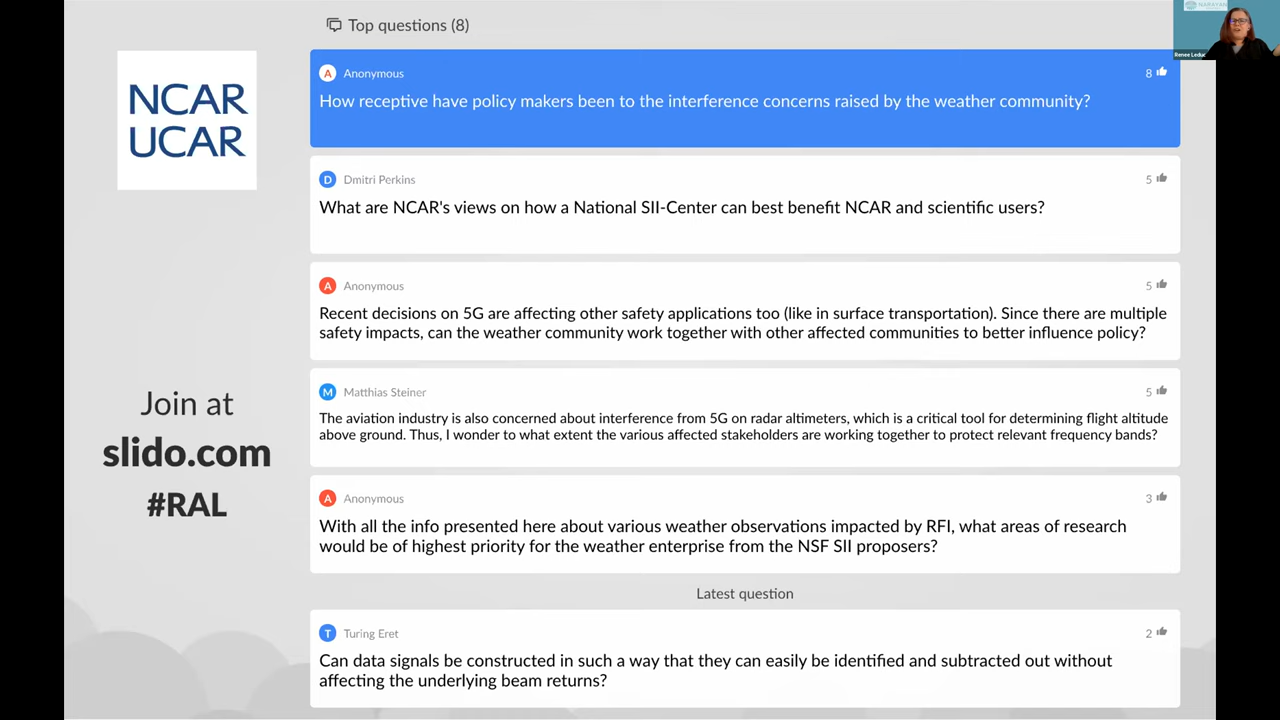 Top questions (8)
NARAYAN
Renee Leduc
NCAR
UCAR
A Anonymous 8
How receptive have policy makers been to the interference concerns raised by the weather community?
D Dmitri Perkins 5
What are NCAR's views on how a National SII-Center can best benefit NCAR and scientific users?
A Anonymous 5
Recent decisions on 5G are affecting other safety applications too (like in surface transportation). Since there are multiple
safety impacts, can the weather community work together with other affected communities to better influence policy?
M Matthias Steiner 5
The aviation industry is also concerned about interference from 5G on radar altimeters, which is a critical tool for determining flight altitude
above ground. Thus, I wonder to what extent the various affected stakeholders are working together to protect relevant frequency bands?
Join at
slido.com
#RAL
A Anonymous 3
With all the info presented here about various weather observations impacted by RFI, what areas of research
would be of highest priority for the weather enterprise from the NSF SII proposers?
Latest question
T Turing Eret 2
Can data signals be constructed in such a way that they can easily be identified and subtracted out without
affecting the underlying beam returns?